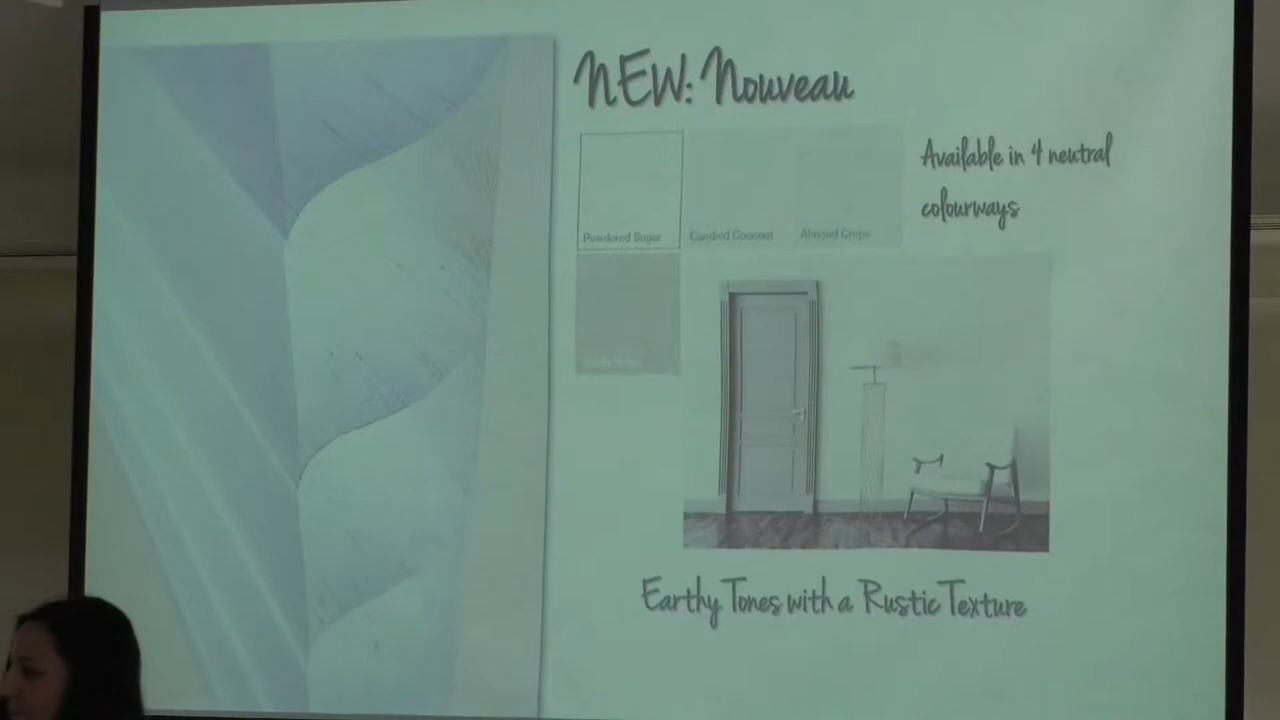 NEW: Nouveau
Available in 4 neutral
colourways
Powdered Sugar
Candied Coconut
Almond Crepe
Earthy Tones with a Rustic Texture